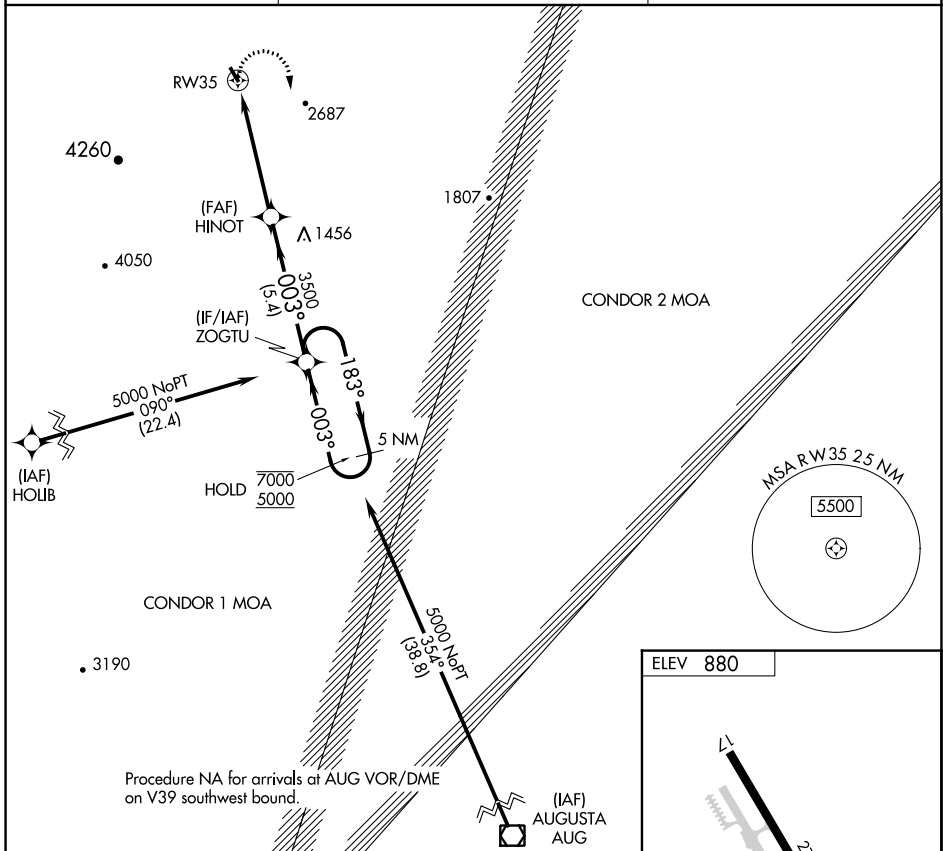 RW35
2687
4260
1807
(FAF)
HINOT
1456
4050
3500
003°
(5.4)
CONDOR 2 MOA
(IF/IAF)
ZOGTU
183°
5000 NoPT
090°
(22.4)
003°
5 NM
(IAF)
HOLIB
HOLD
7000
5000
MSA RW35 25 NM
5500
CONDOR 1 MOA
5000 NoPT
354°
(38.8)
3190
ELEV 880
17
Procedure NA for arrivals at AUG VOR/DME
on V39 southwest bound.
(IAF)
AUGUSTA
AUG